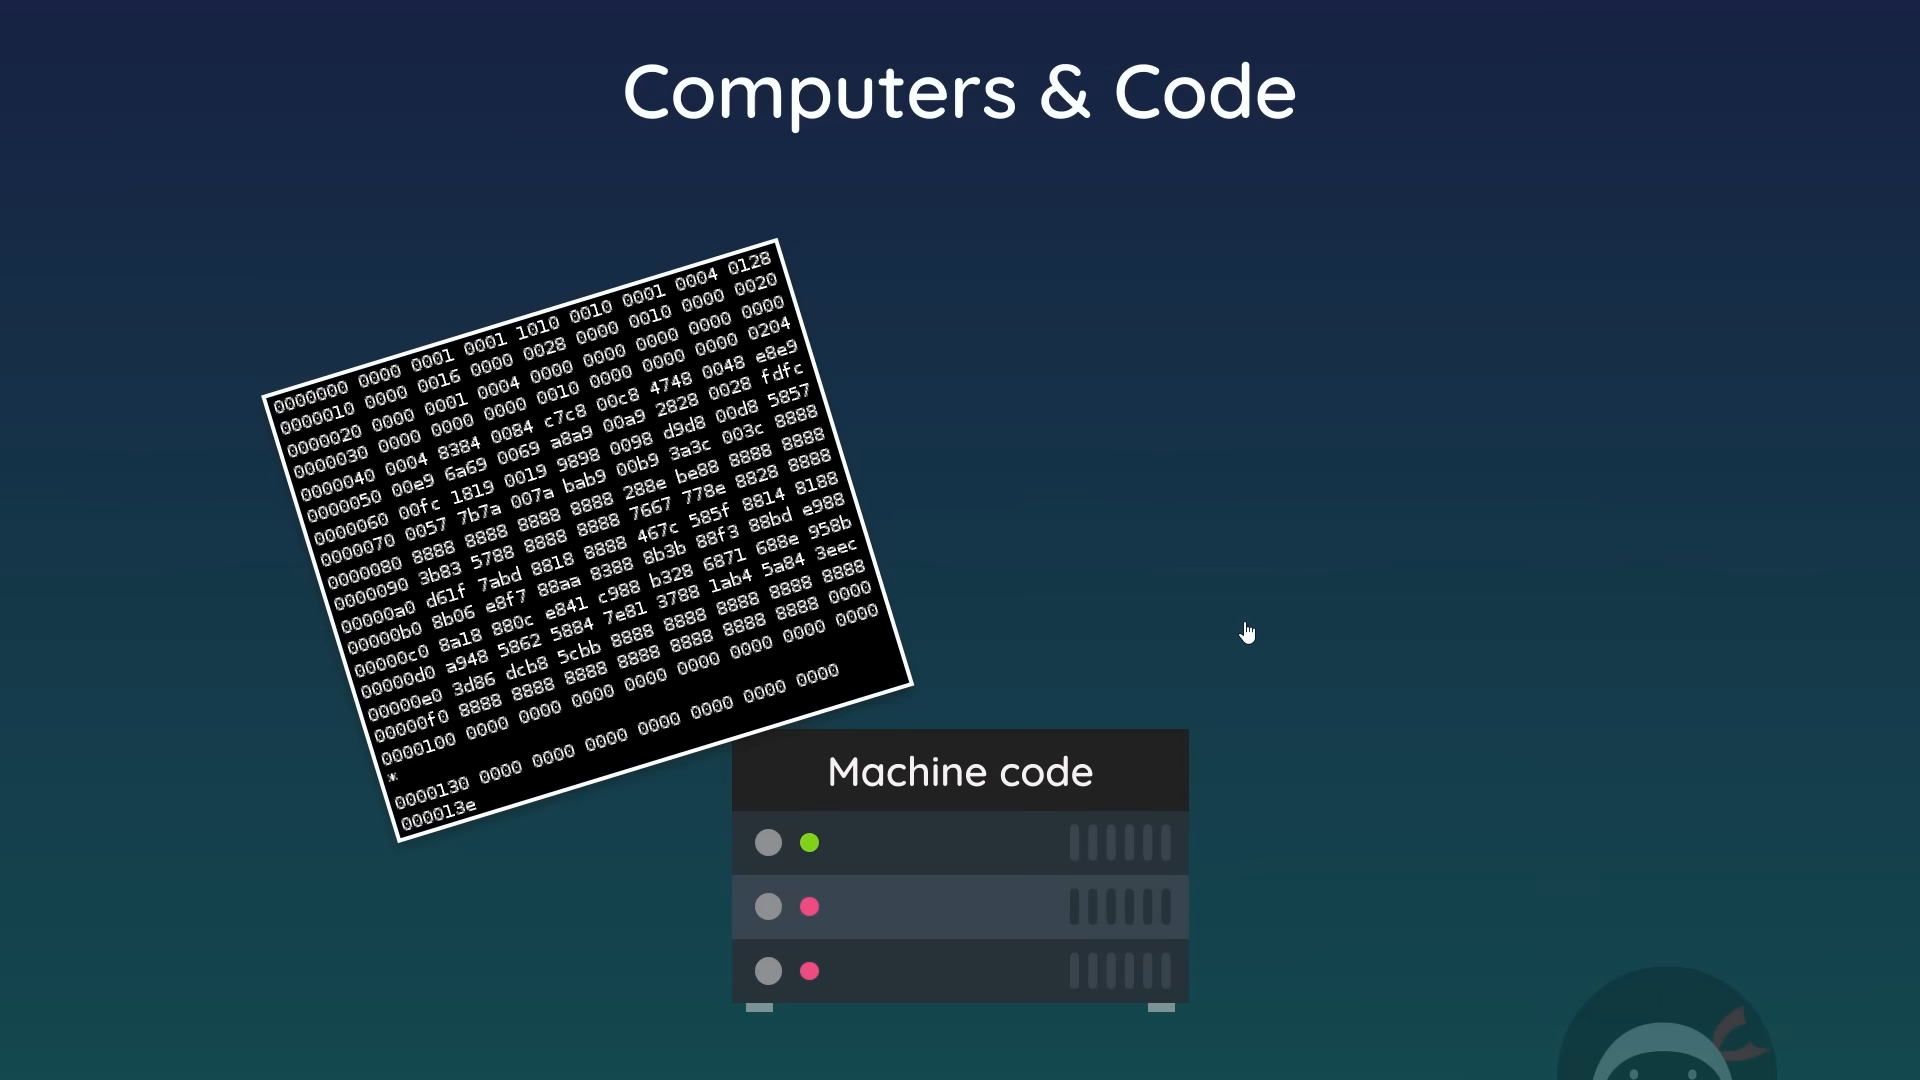 Computers & Code
0000000 0000 0001 0001 1010 0010 0001 0004 0128
0000010 0000 0016 0000 0028 0000 0010 0000 0020
0000020 0000 0001 0004 0000 0000 0000 0000 0000
0000030 0000 0000 0000 0010 0000 0000 0000 0204
0000040 0004 8384 0084 c7c8 00c8 4748 0048 e8e9
0000050 00e9 6a69 0069 a8a9 00a9 2828 0028 fdfc
0000060 00fc 1819 0019 9898 0098 d9d8 00d8 5857
0000070 0057 7b7a 007a bab9 00b9 3a3c 003c 8888
0000080 8888 8888 8888 8888 288e be88 8888 8888
0000090 3b83 5788 8888 8888 7667 778e 8828 8888
00000a0 d61f 7abd 8818 8888 467c 585f 8814 8188
00000b0 8b06 e8f7 88aa 8388 8b3b 88f3 88bd e988
00000c0 8a18 880c e841 c988 b328 6871 688e 958b
00000d0 a948 5862 5884 7e81 3788 1ab4 5a84 3eec
00000e0 3d86 dcb8 5cbb 8888 8888 8888 8888 8888
00000f0 8888 8888 8888 8888 8888 8888 8888 0000
0000100 0000 0000 0000 0000 0000 0000 0000 0000
*
0000130 0000 0000 0000 0000 0000 0000 0000
000013e
Machine code